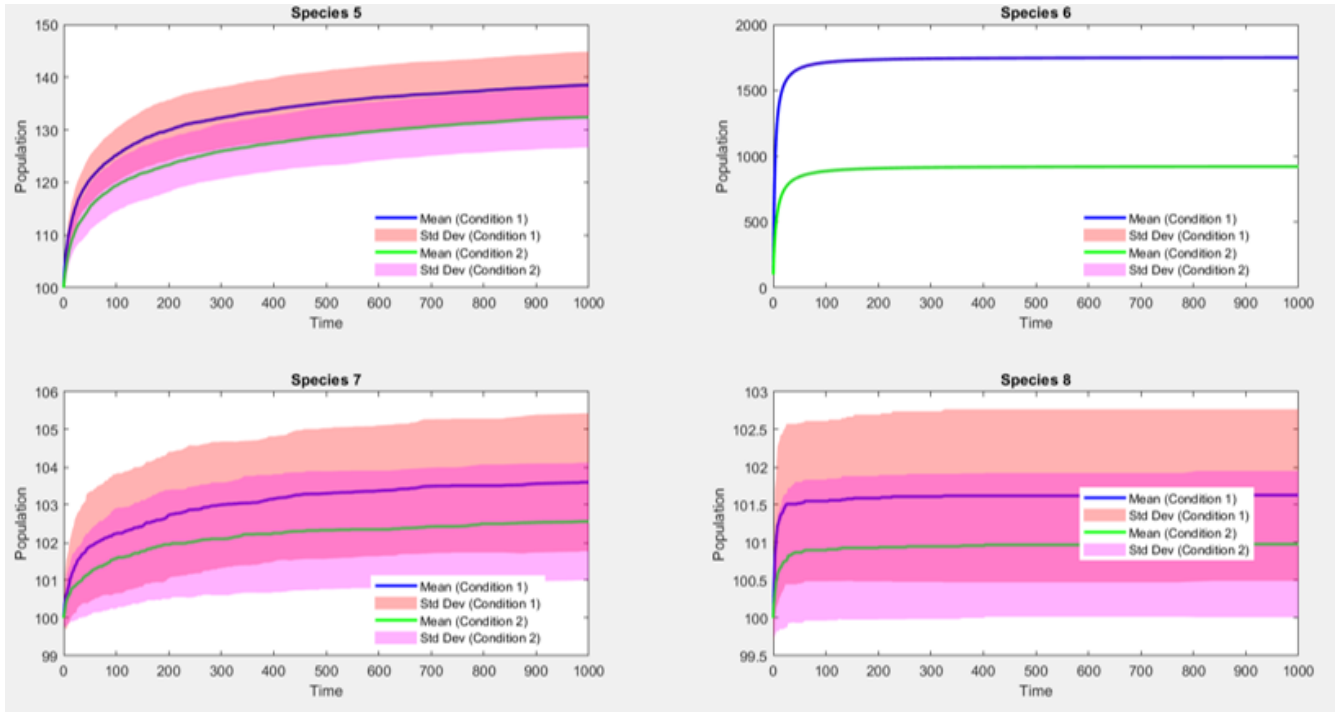 Species 5
150
140
130
120
110
100
Population
0 100 200 300 400 500 600 700 800 900 1000
Time
Mean (Condition 1)
Std Dev (Condition 1)
Mean (Condition 2)
Std Dev (Condition 2)
Species 6
2000
1500
1000
500
0
Population
0 100 200 300 400 500 600 700 800 900 1000
Time
Mean (Condition 1)
Std Dev (Condition 1)
Mean (Condition 2)
Std Dev (Condition 2)
Species 7
106
105
104
103
102
101
100
99
Population
0 100 200 300 400 500 600 700 800 900 1000
Time
Mean (Condition 1)
Std Dev (Condition 1)
Mean (Condition 2)
Std Dev (Condition 2)
Species 8
103
102.5
102
101.5
101
100.5
100
99.5
Population
0 100 200 300 400 500 600 700 800 900 1000
Time
Mean (Condition 1)
Std Dev (Condition 1)
Mean (Condition 2)
Std Dev (Condition 2)